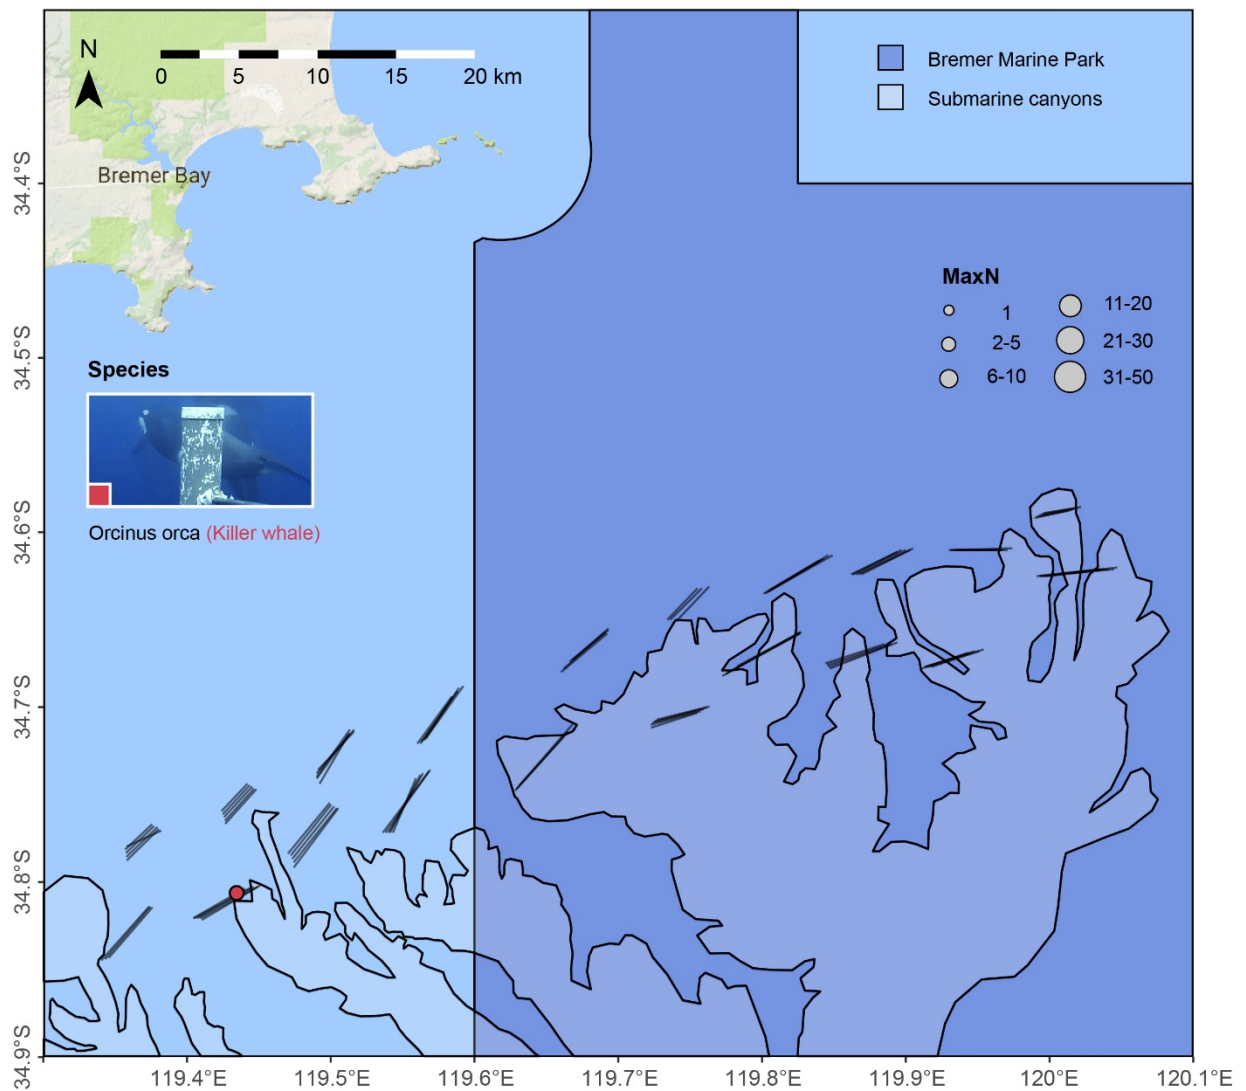 N
0 5 10 15 20 km
Bremer Marine Park
Submarine canyons
Bremer Bay
MaxN
1
2-5
6-10
11-20
21-30
31-50
Species
Orcinus orca (Killer whale)
34.4°S
34.5°S
34.6°S
34.7°S
34.8°S
34.9°S
119.4°E 119.5°E 119.6°E 119.7°E 119.8°E 119.9°E 120.0°E 120.1°E